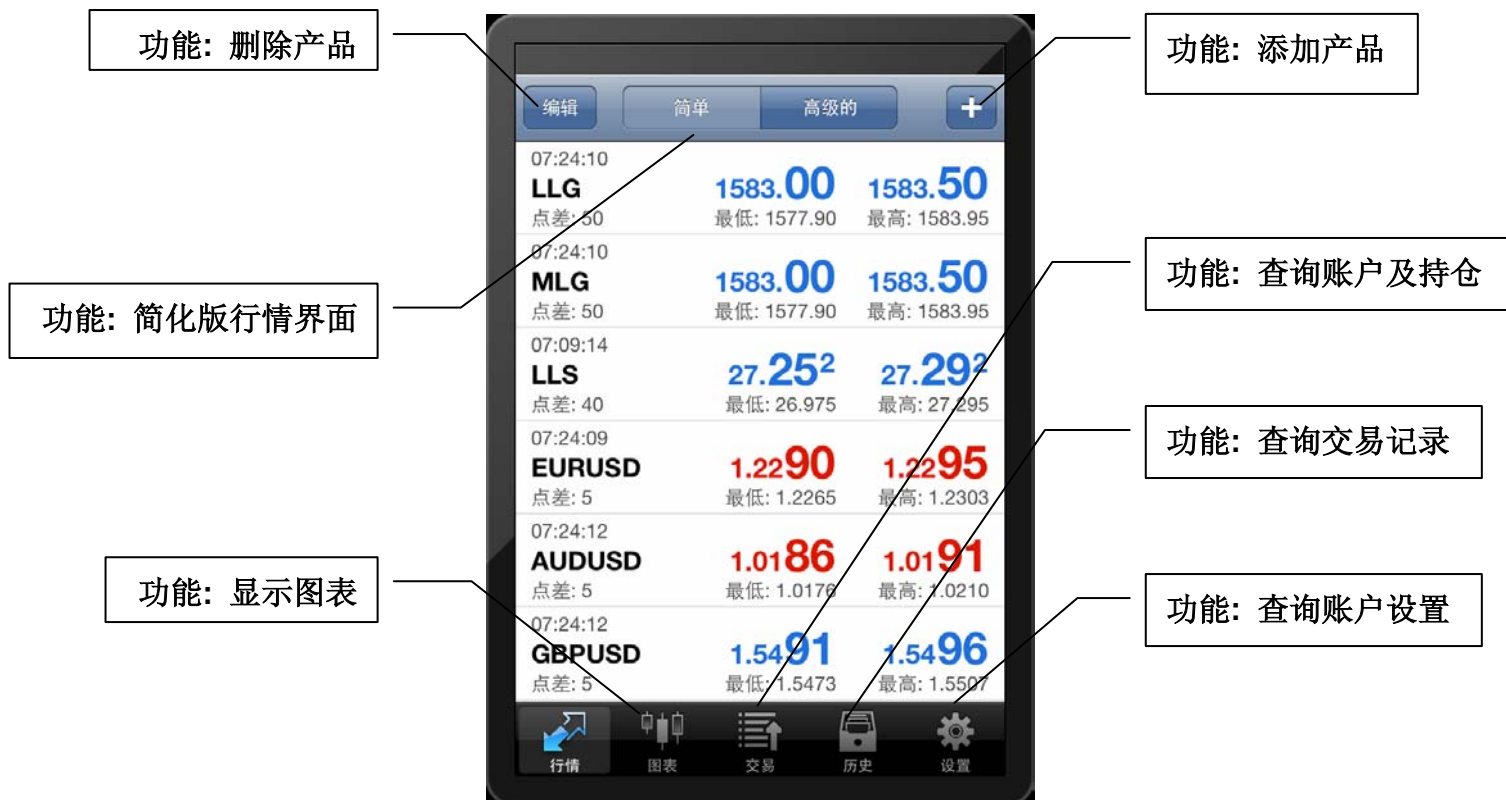 功能: 删除产品
功能: 添加产品
编辑 简单 高级的 +
07:24:10
LLG 1583.00 1583.50
点差: 50 最低: 1577.90 最高: 1583.95
07:24:10
MLG 1583.00 1583.50
点差: 50 最低: 1577.90 最高: 1583.95
功能: 查询账户及持仓
功能: 简化版行情界面
07:09:14
LLS 27.25² 27.29²
点差: 40 最低: 26.975 最高: 27.295
07:24:09
EURUSD 1.2290 1.2295
点差: 5 最低: 1.2265 最高: 1.2303
功能: 查询交易记录
07:24:12
AUDUSD 1.0186 1.0191
点差: 5 最低: 1.0176 最高: 1.0210
功能: 显示图表
功能: 查询账户设置
07:24:12
GBPUSD 1.5491 1.5496
点差: 5 最低: 1.5473 最高: 1.5507
行情 图表 交易 历史 设置